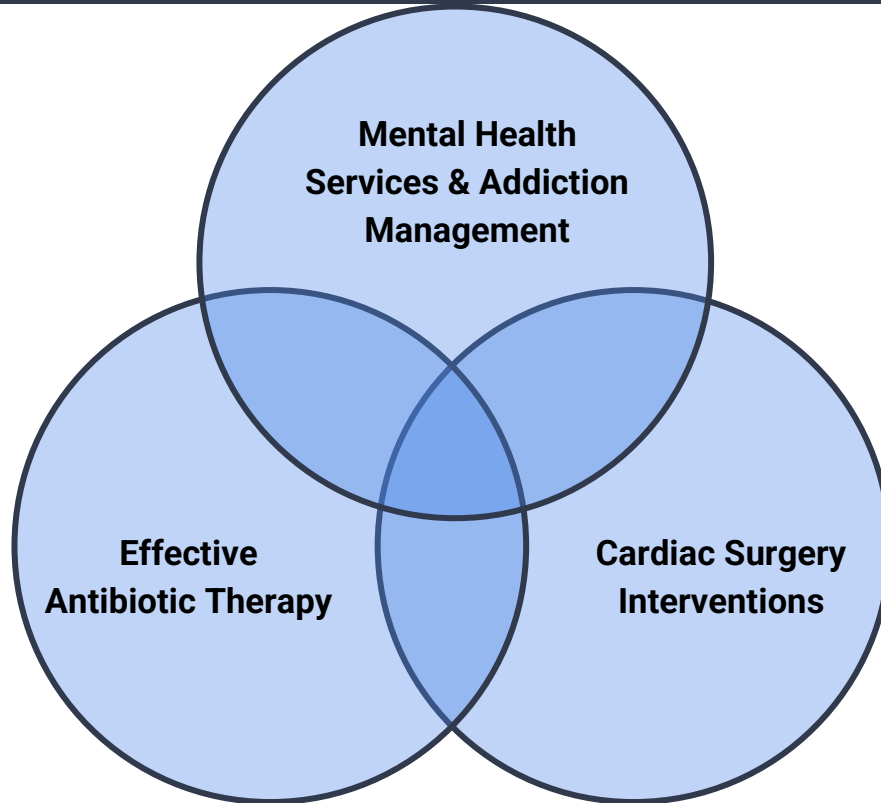 Mental Health
Services & Addiction
Management
Effective
Antibiotic Therapy
Cardiac Surgery
Interventions